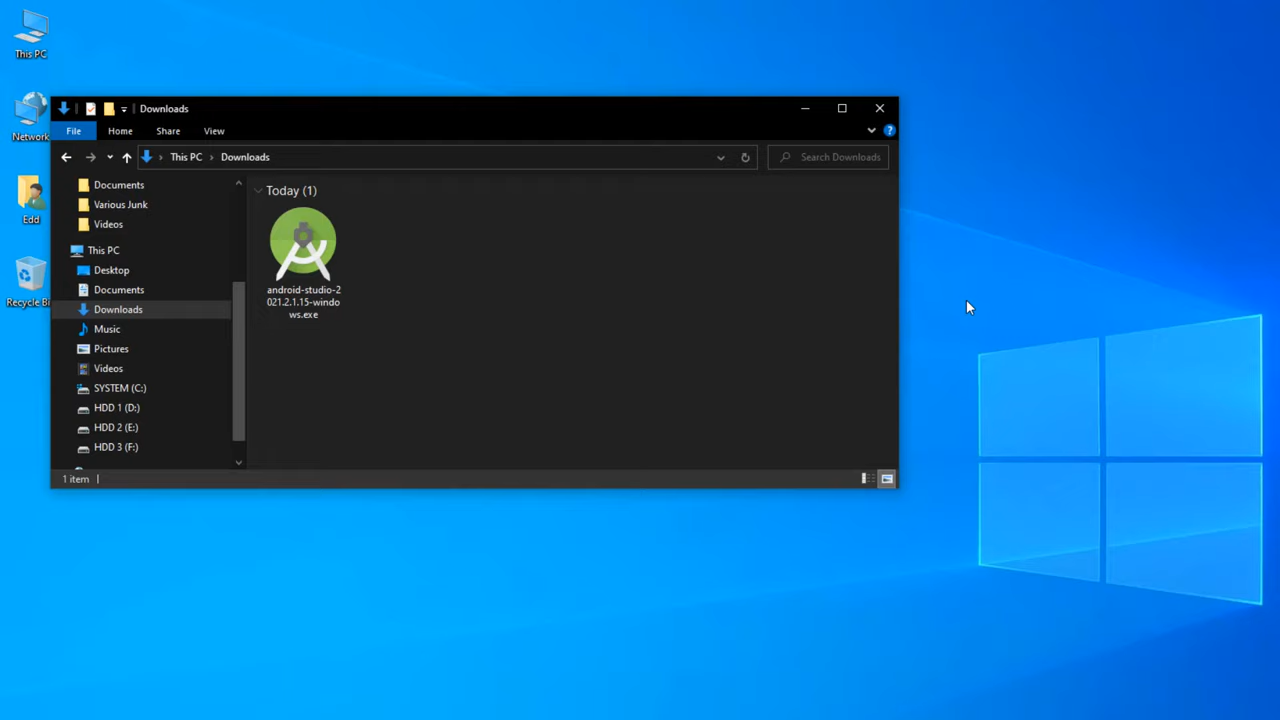 This PC
Network
Edd
Recycle Bi
Downloads
File Home Share View
This PC Downloads
Search Downloads
Documents
Various Junk
Videos
This PC
Desktop
Documents
Downloads
Music
Pictures
Videos
SYSTEM (C:)
HDD 1 (D:)
HDD 2 (E:)
HDD 3 (F:)
Today (1)
android-studio-2
021.2.1.15-windo
ws.exe
1 item